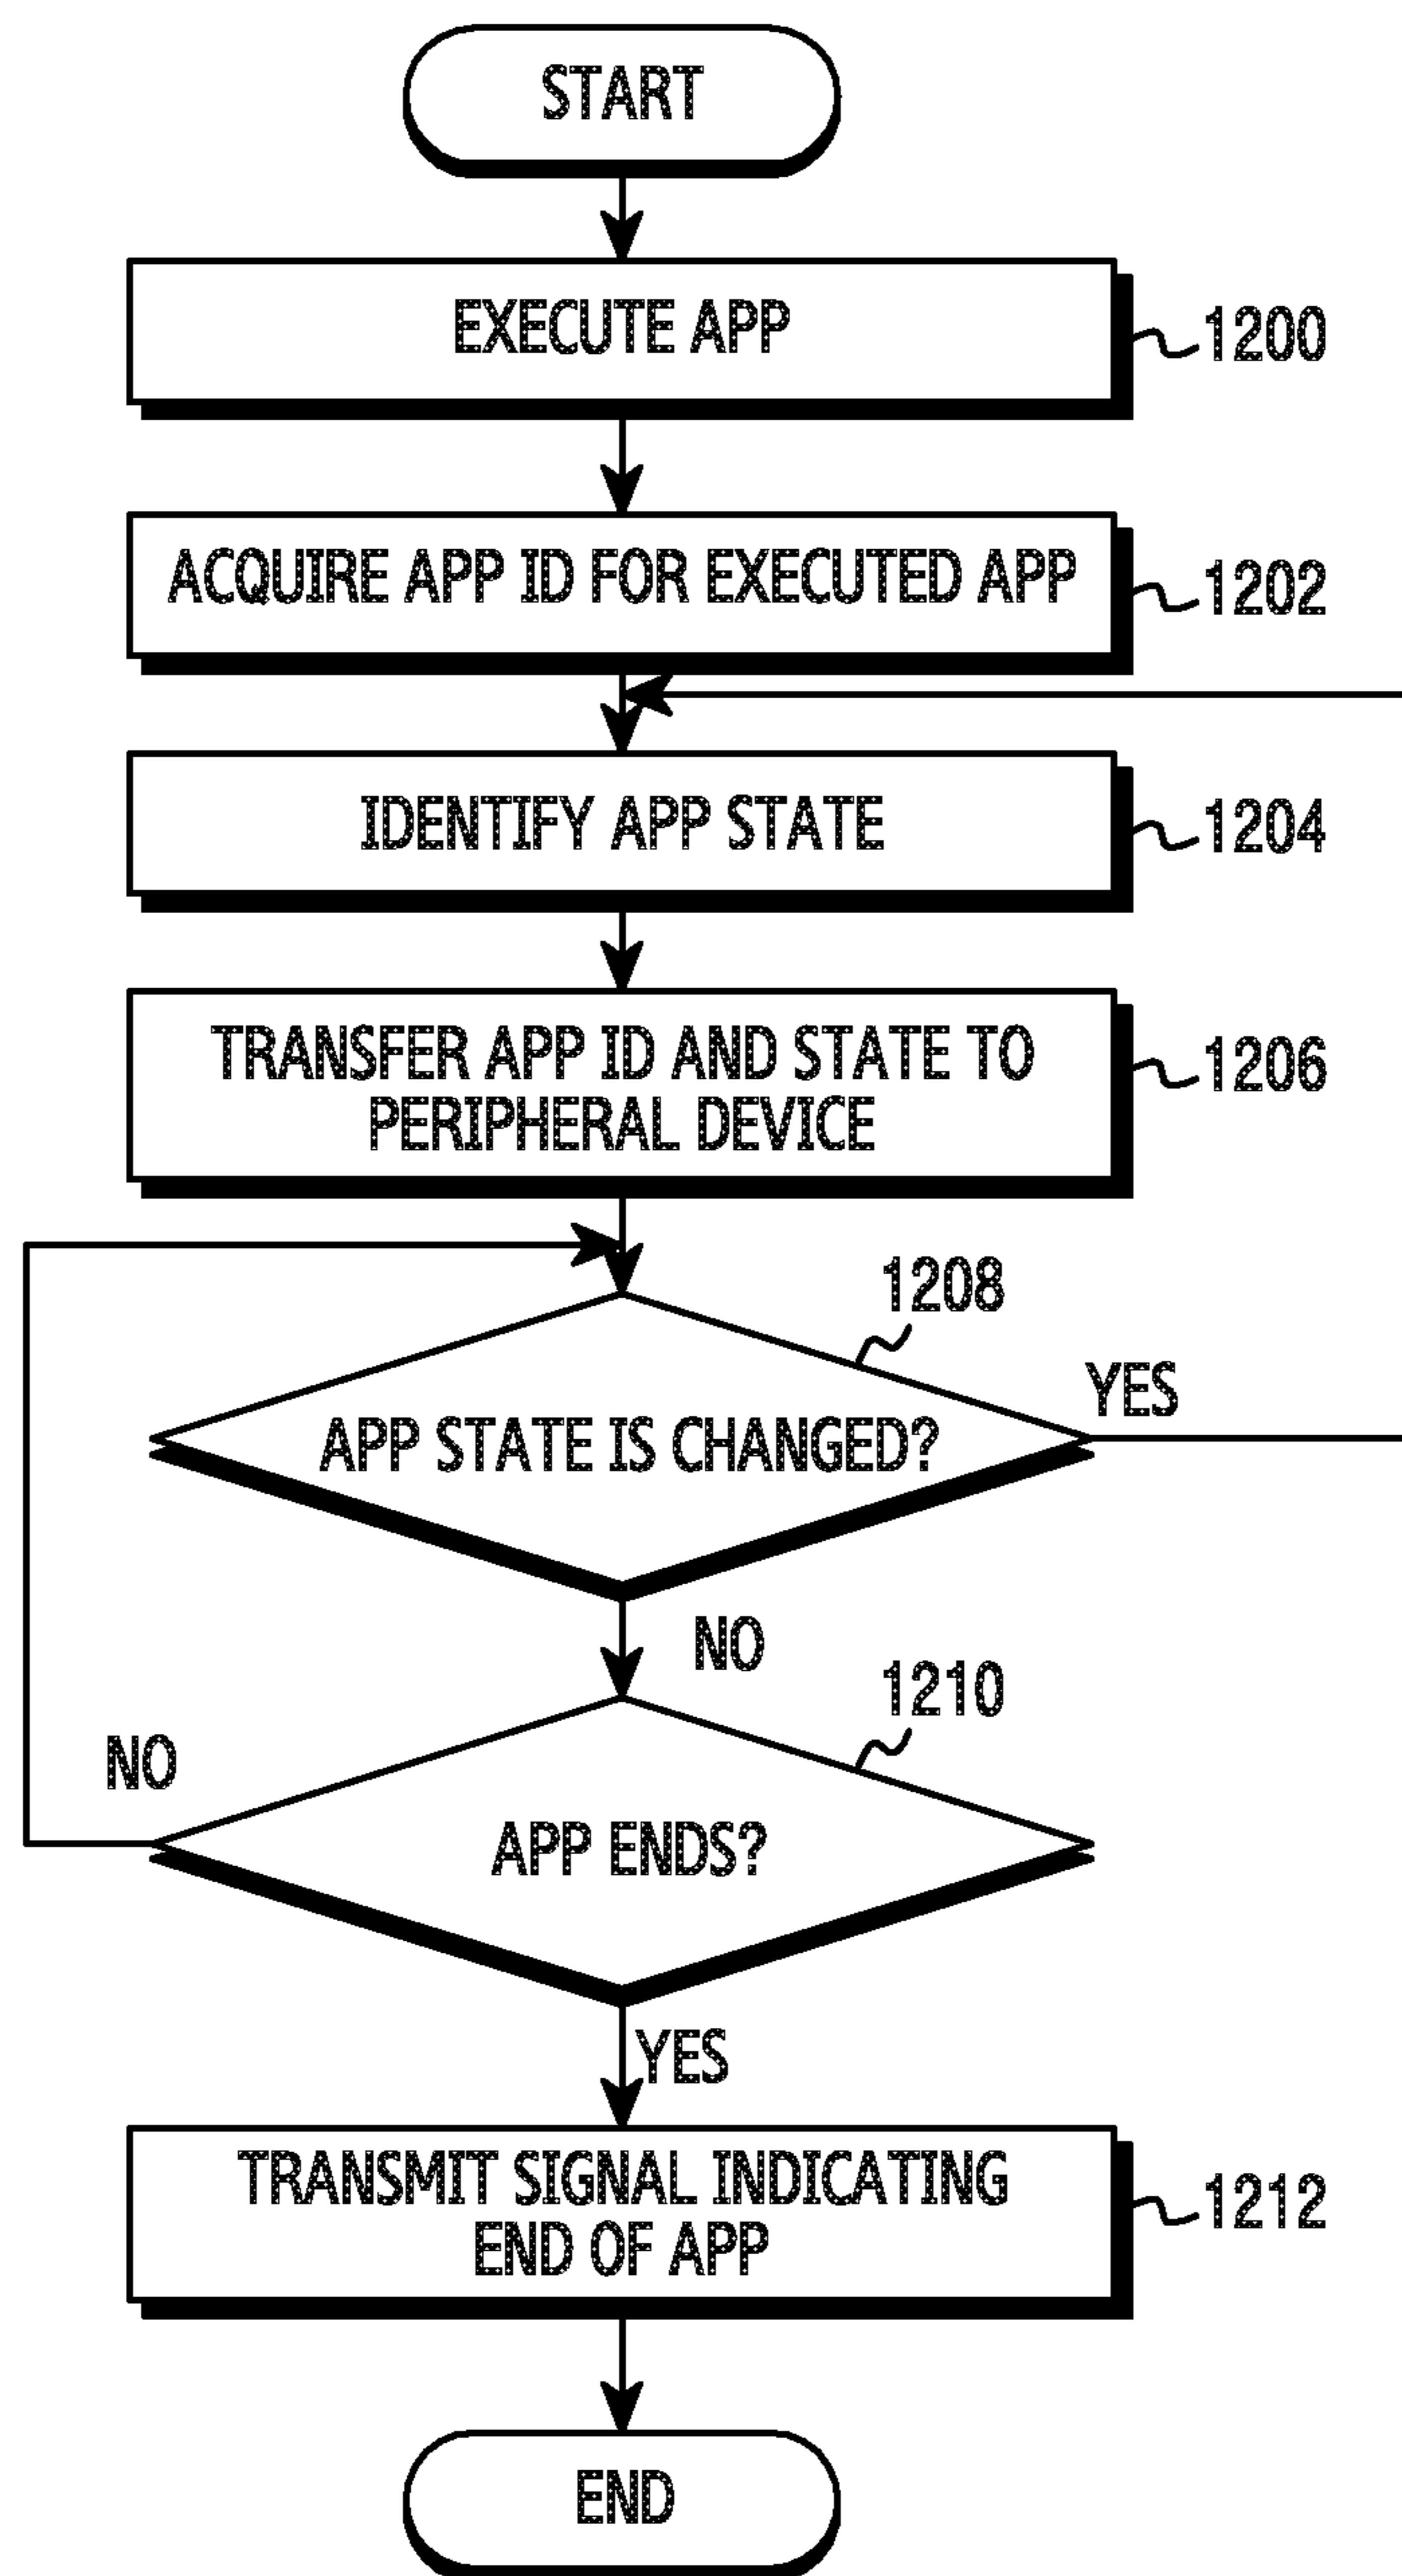 START
EXECUTE APP
1200
ACQUIRE APP ID FOR EXECUTED APP
1202
IDENTIFY APP STATE
1204
TRANSFER APP ID AND STATE TO
PERIPHERAL DEVICE
1206
1208
APP STATE IS CHANGED?
YES
NO
1210
APP ENDS?
NO
YES
TRANSMIT SIGNAL INDICATING
END OF APP
1212
END